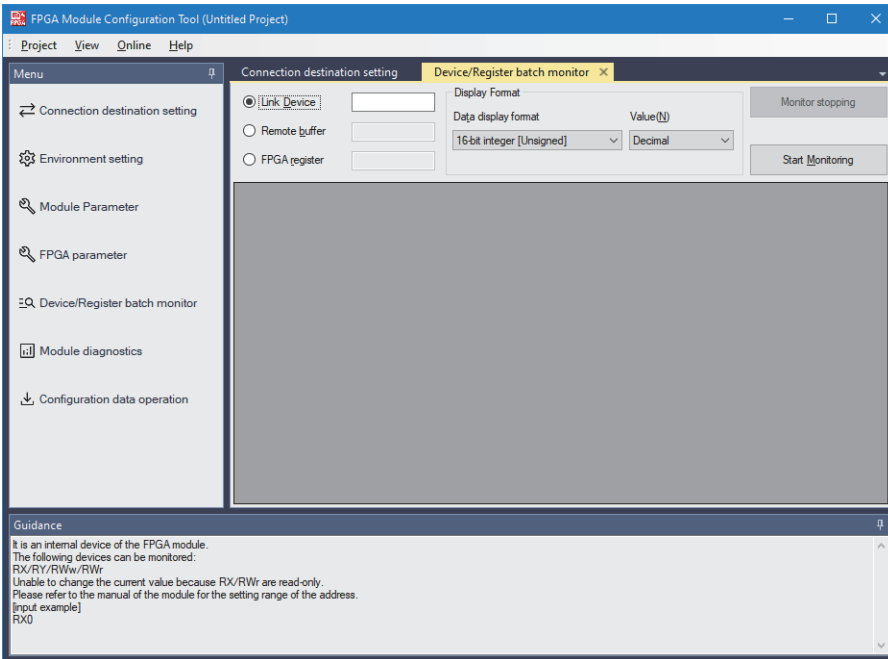 FPGA Module Configuration Tool (Untitled Project)
Project View Online Help
Menu
Connection destination setting
Environment setting
Module Parameter
FPGA parameter
Device/Register batch monitor
Module diagnostics
Configuration data operation
Connection destination setting Device/Register batch monitor
Link Device
Remote buffer
FPGA register
Display Format
Data display format Value(N)
16-bit integer [Unsigned] Decimal
Monitor stopping
Start Monitoring
Guidance
It is an internal device of the FPGA module.
The following devices can be monitored:
RX/RY/RWw/RWr
Unable to change the current value because RX/RWr are read-only.
Please refer to the manual of the module for the setting range of the address.
[input example]
RX0